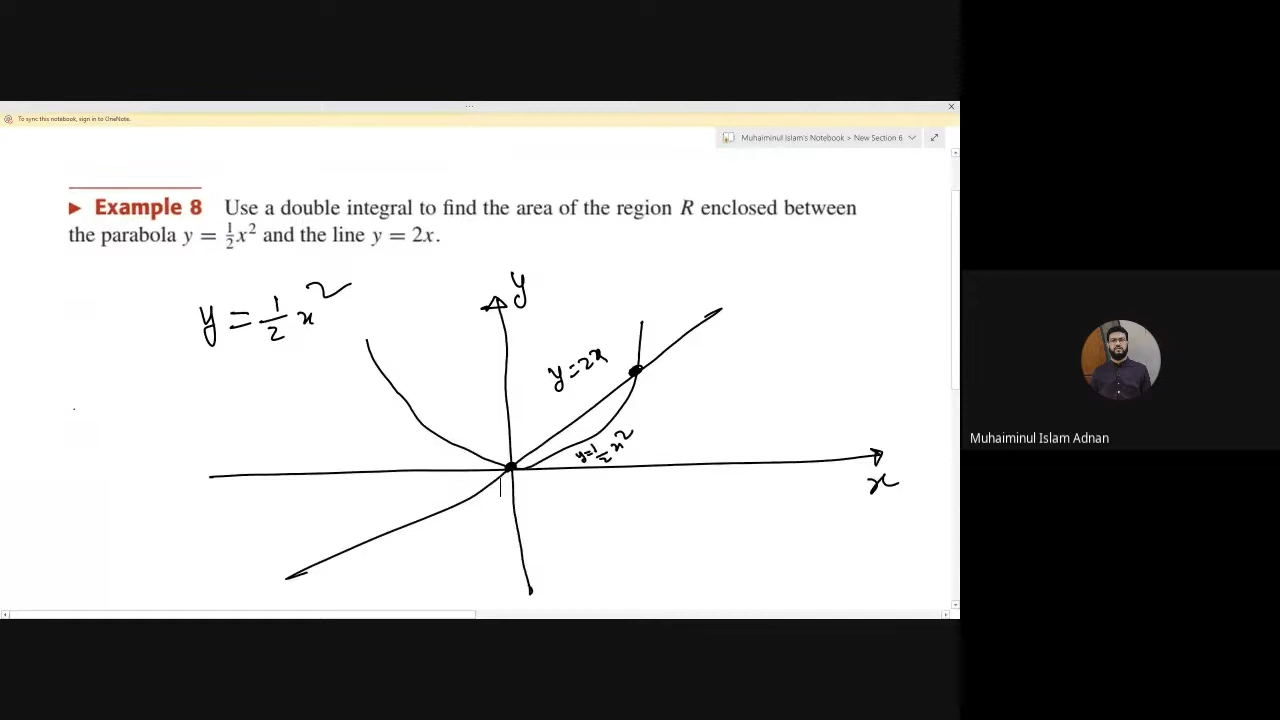 To sync this notebook, sign in to OneNote.
Muhaiminul Islam's Notebook > New Section 6
► Example 8 Use a double integral to find the area of the region R enclosed between
the parabola y = ½x² and the line y = 2x.
y = ½ x²
y
y = 2x
y = ½ x²
x
Muhaiminul Islam Adnan